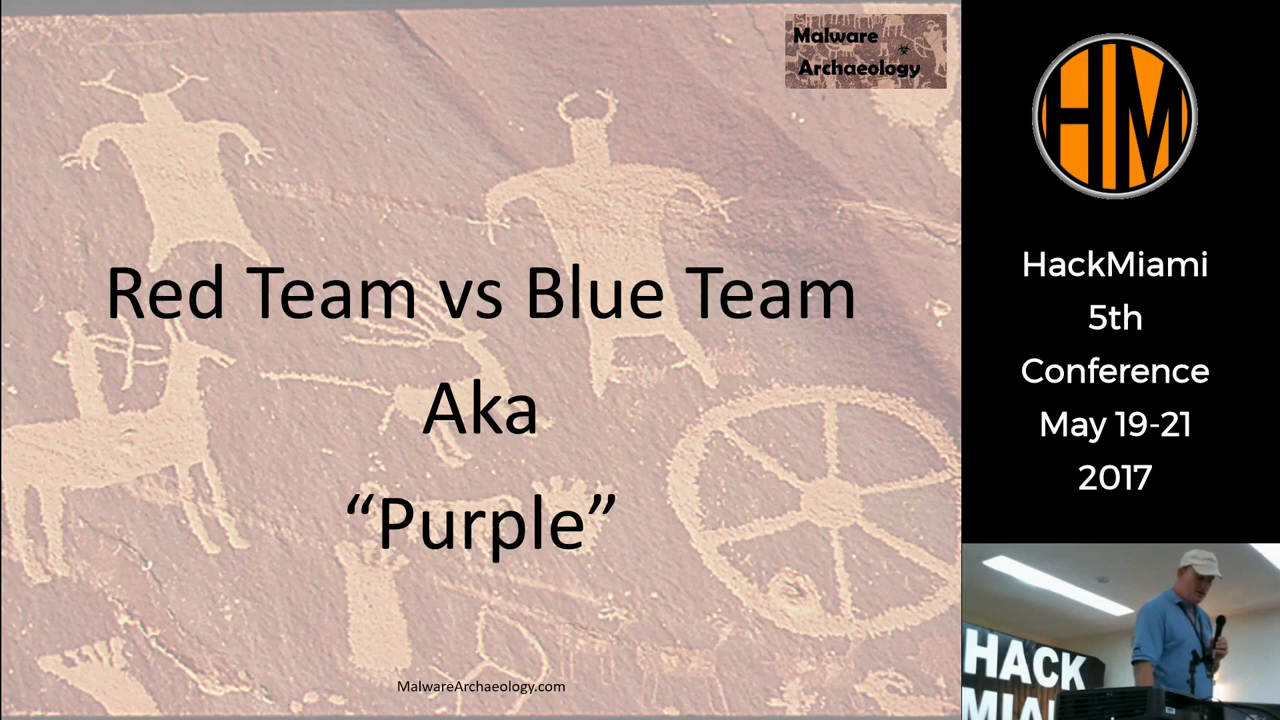 Malware
Archaeology
Red Team vs Blue Team
Aka
“Purple”
MalwareArchaeology.com
HM
HackMiami
5th
Conference
May 19-21
2017
HACK
MIAMI